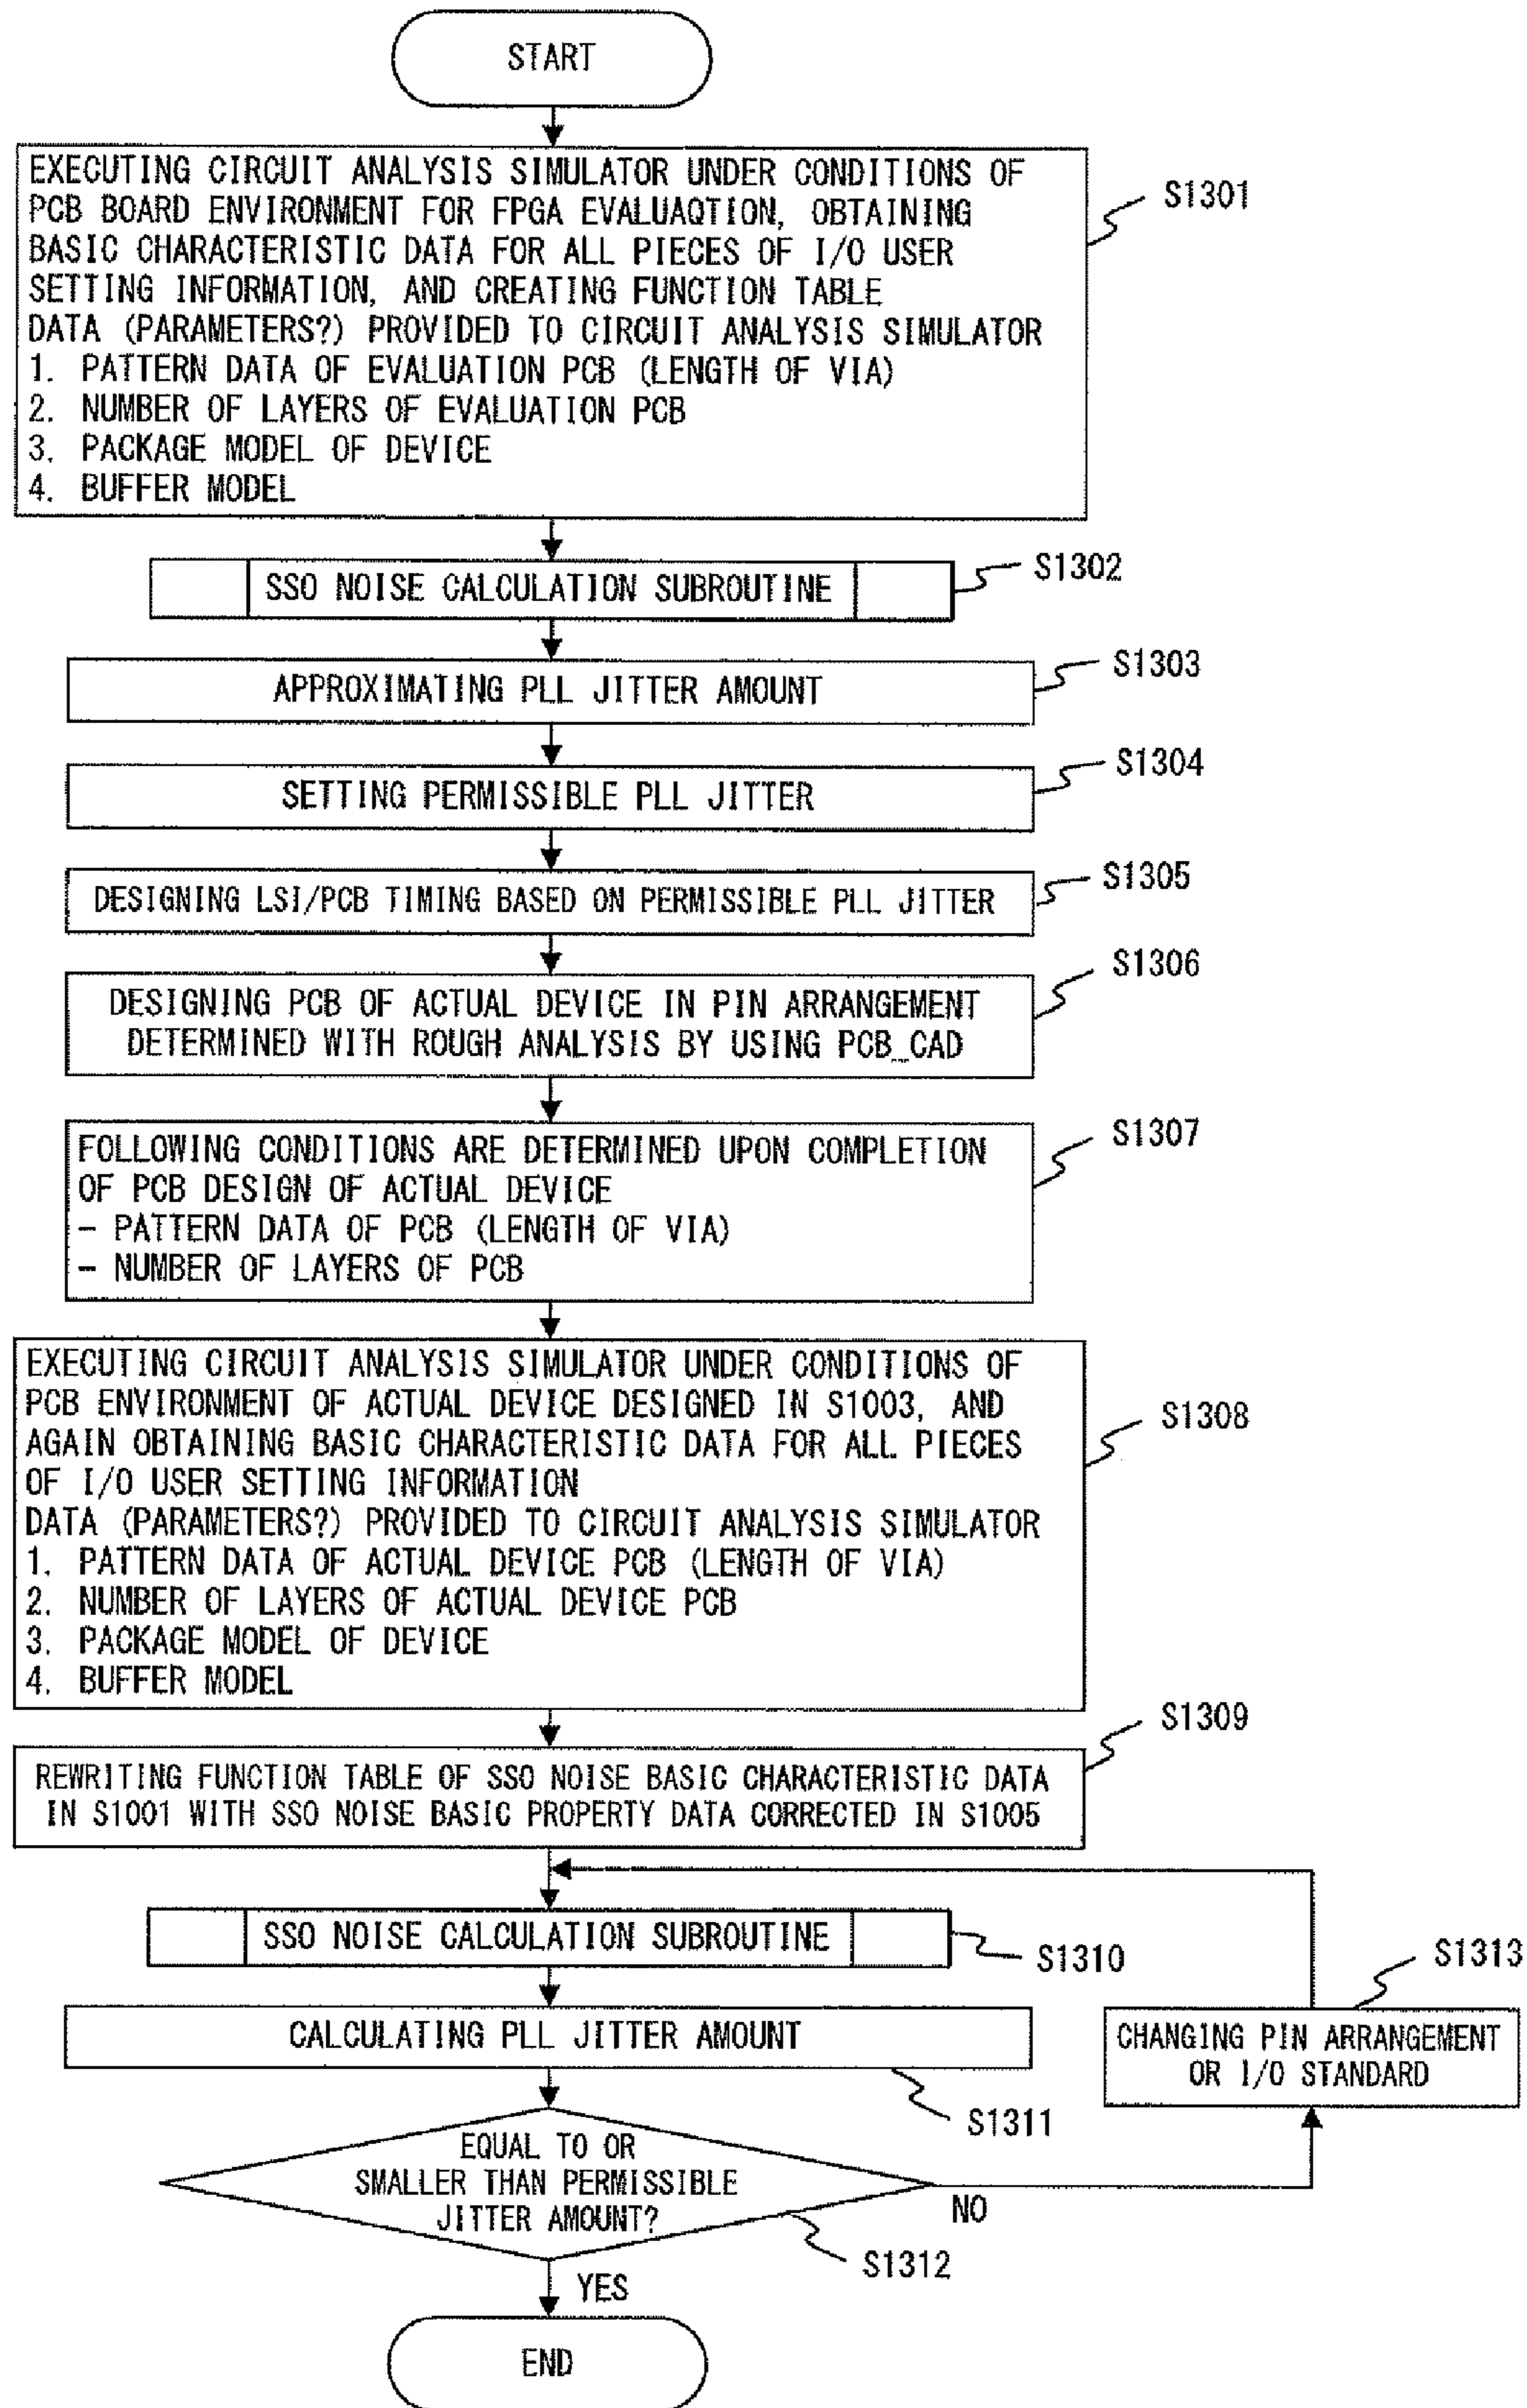 START
EXECUTING CIRCUIT ANALYSIS SIMULATOR UNDER CONDITIONS OF
PCB BOARD ENVIRONMENT FOR FPGA EVALUAQTION, OBTAINING
BASIC CHARACTERISTIC DATA FOR ALL PIECES OF I/O USER
SETTING INFORMATION, AND CREATING FUNCTION TABLE
DATA (PARAMETERS?) PROVIDED TO CIRCUIT ANALYSIS SIMULATOR
1. PATTERN DATA OF EVALUATION PCB (LENGTH OF VIA)
2. NUMBER OF LAYERS OF EVALUATION PCB
3. PACKAGE MODEL OF DEVICE
4. BUFFER MODEL
S1301
SSO NOISE CALCULATION SUBROUTINE
S1302
APPROXIMATING PLL JITTER AMOUNT
S1303
SETTING PERMISSIBLE PLL JITTER
S1304
DESIGNING LSI/PCB TIMING BASED ON PERMISSIBLE PLL JITTER
S1305
DESIGNING PCB OF ACTUAL DEVICE IN PIN ARRANGEMENT
DETERMINED WITH ROUGH ANALYSIS BY USING PCB_CAD
S1306
FOLLOWING CONDITIONS ARE DETERMINED UPON COMPLETION
OF PCB DESIGN OF ACTUAL DEVICE
- PATTERN DATA OF PCB (LENGTH OF VIA)
- NUMBER OF LAYERS OF PCB
S1307
EXECUTING CIRCUIT ANALYSIS SIMULATOR UNDER CONDITIONS OF
PCB ENVIRONMENT OF ACTUAL DEVICE DESIGNED IN S1003, AND
AGAIN OBTAINING BASIC CHARACTERISTIC DATA FOR ALL PIECES
OF I/O USER SETTING INFORMATION
DATA (PARAMETERS?) PROVIDED TO CIRCUIT ANALYSIS SIMULATOR
1. PATTERN DATA OF ACTUAL DEVICE PCB (LENGTH OF VIA)
2. NUMBER OF LAYERS OF ACTUAL DEVICE PCB
3. PACKAGE MODEL OF DEVICE
4. BUFFER MODEL
S1308
REWRITING FUNCTION TABLE OF SSO NOISE BASIC CHARACTERISTIC DATA
IN S1001 WITH SSO NOISE BASIC PROPERTY DATA CORRECTED IN S1005
S1309
SSO NOISE CALCULATION SUBROUTINE
S1310
CALCULATING PLL JITTER AMOUNT
S1311
CHANGING PIN ARRANGEMENT
OR I/O STANDARD
S1313
EQUAL TO OR
SMALLER THAN PERMISSIBLE
JITTER AMOUNT?
NO
S1312
YES
END